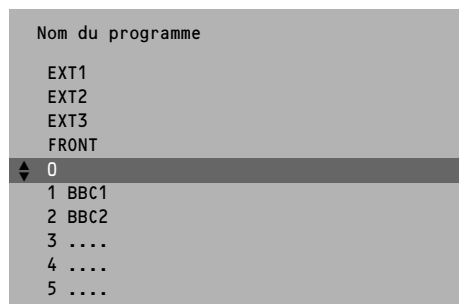 Nom du programme
EXT1
EXT2
EXT3
FRONT
0
1 BBC1
2 BBC2
3 ....
4 ....
5 ....